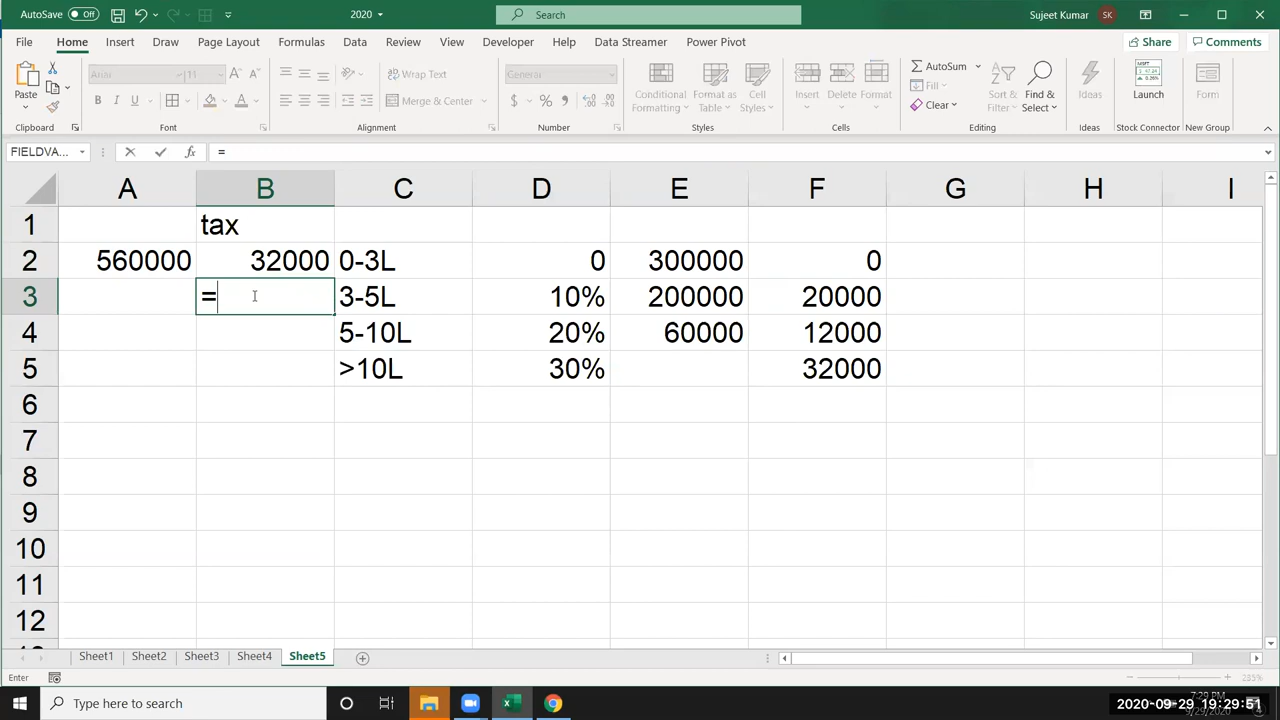 AutoSave Off 2020 Search Sujeet Kumar SK
File Home Insert Draw Page Layout Formulas Data Review View Developer Help Data Streamer Power Pivot Share Comments
Paste Arial 11 Wrap Text General Conditional Formatting Format as Table Cell Styles Insert Delete Format AutoSum Sort & Filter Find & Select Ideas Launch Form
B I U A Merge & Center $ % Fill
Clear
Clipboard Font Alignment Number Styles Cells Editing Ideas Stock Connector New Group
FIELDVA... fx =
A B C D E F G H I
1 tax
2 560000 32000 0-3L 0 300000 0
3 = 3-5L 10% 200000 20000
4 5-10L 20% 60000 12000
5 >10L 30% 32000
6
7
8
9
10
11
12
Sheet1 Sheet2 Sheet3 Sheet4 Sheet5
Enter 285%
Type here to search 2020-09-29 19:29:51